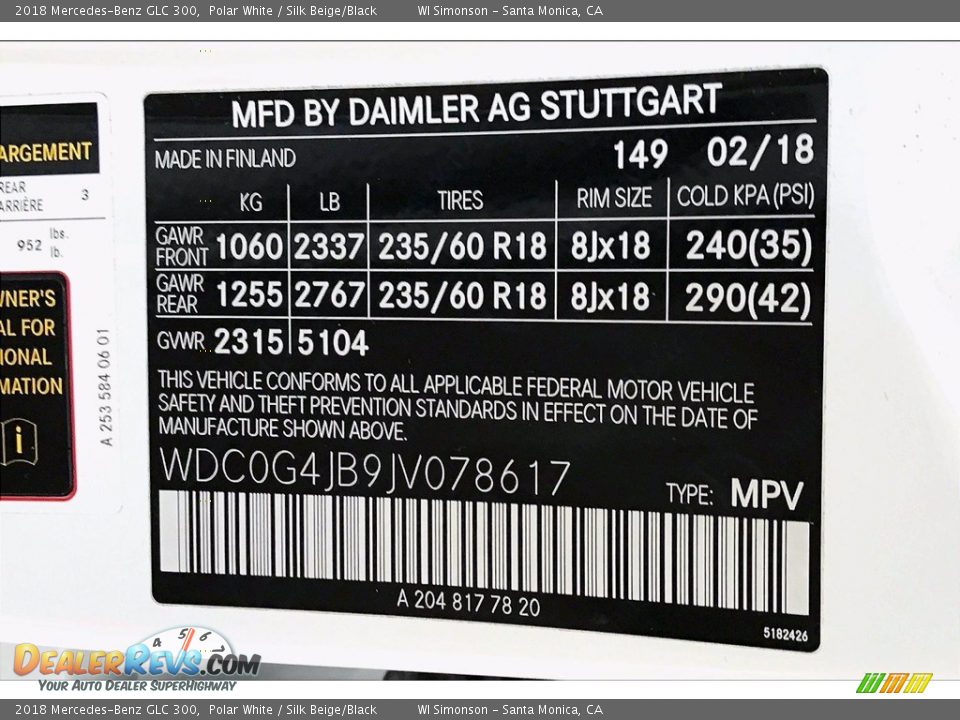 2018 Mercedes-Benz GLC 300,  Polar White / Silk Beige/Black    WI Simonson - Santa Monica, CA
ARGEMENT
REAR
ARRIÈRE 3
952 lbs.
lb.
WNER'S
AL FOR
IONAL
MATION
i
A 253 584 06 01
MFD BY DAIMLER AG STUTTGART
MADE IN FINLAND 149 02/18
KG LB TIRES RIM SIZE COLD KPA (PSI)
GAWR
FRONT 1060 2337 235/60 R18 8Jx18 240(35)
GAWR
REAR 1255 2767 235/60 R18 8Jx18 290(42)
GVWR 2315 5104
THIS VEHICLE CONFORMS TO ALL APPLICABLE FEDERAL MOTOR VEHICLE
SAFETY AND THEFT PREVENTION STANDARDS IN EFFECT ON THE DATE OF
MANUFACTURE SHOWN ABOVE.
WDC0G4JB9JV078617
TYPE: MPV
A 204 817 78 20
5182426
4 5 6
DEALERREVS.COM
YOUR AUTO DEALER SUPERHIGHWAY
2018 Mercedes-Benz GLC 300,  Polar White / Silk Beige/Black    WI Simonson - Santa Monica, CA